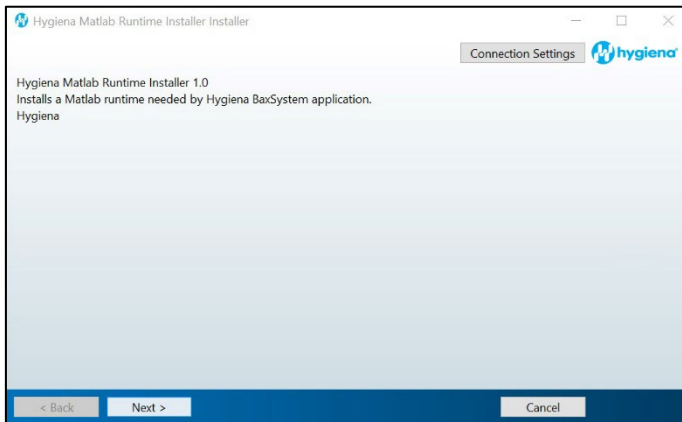 Hygiena Matlab Runtime Installer Installer
Connection Settings
hygiena
Hygiena Matlab Runtime Installer 1.0
Installs a Matlab runtime needed by Hygiena BaxSystem application.
Hygiena
< Back
Next >
Cancel